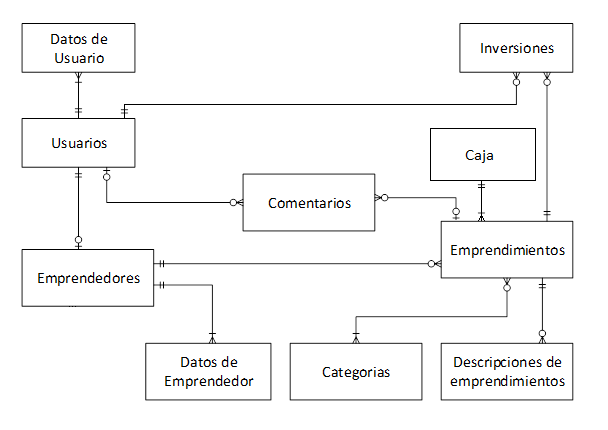 Datos de
Usuario
Inversiones
Usuarios
Caja
Comentarios
Emprendimientos
Emprendedores
...
Datos de
Emprendedor
Categorias
Descripciones de
emprendimientos